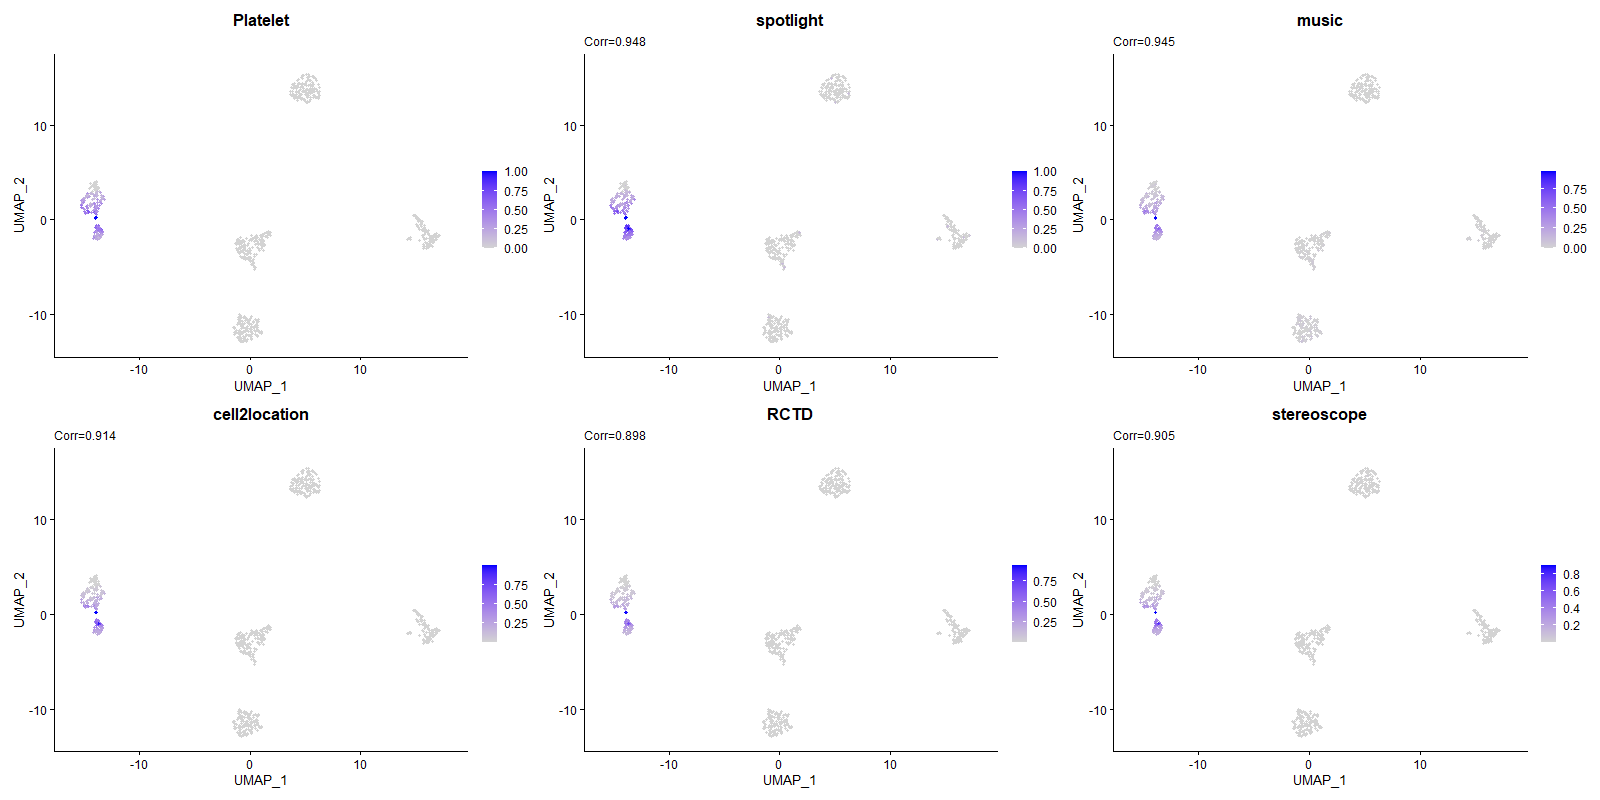 Platelet
UMAP_2
10
0
-10
-10 0 10
UMAP_1
1.00
0.75
0.50
0.25
0.00
spotlight
Corr=0.948
UMAP_2
10
0
-10
-10 0 10
UMAP_1
1.00
0.75
0.50
0.25
0.00
music
Corr=0.945
UMAP_2
10
0
-10
-10 0 10
UMAP_1
0.75
0.50
0.25
0.00
cell2location
Corr=0.914
UMAP_2
10
0
-10
-10 0 10
UMAP_1
0.75
0.50
0.25
RCTD
Corr=0.898
UMAP_2
10
0
-10
-10 0 10
UMAP_1
0.75
0.50
0.25
stereoscope
Corr=0.905
UMAP_2
10
0
-10
-10 0 10
UMAP_1
0.8
0.6
0.4
0.2